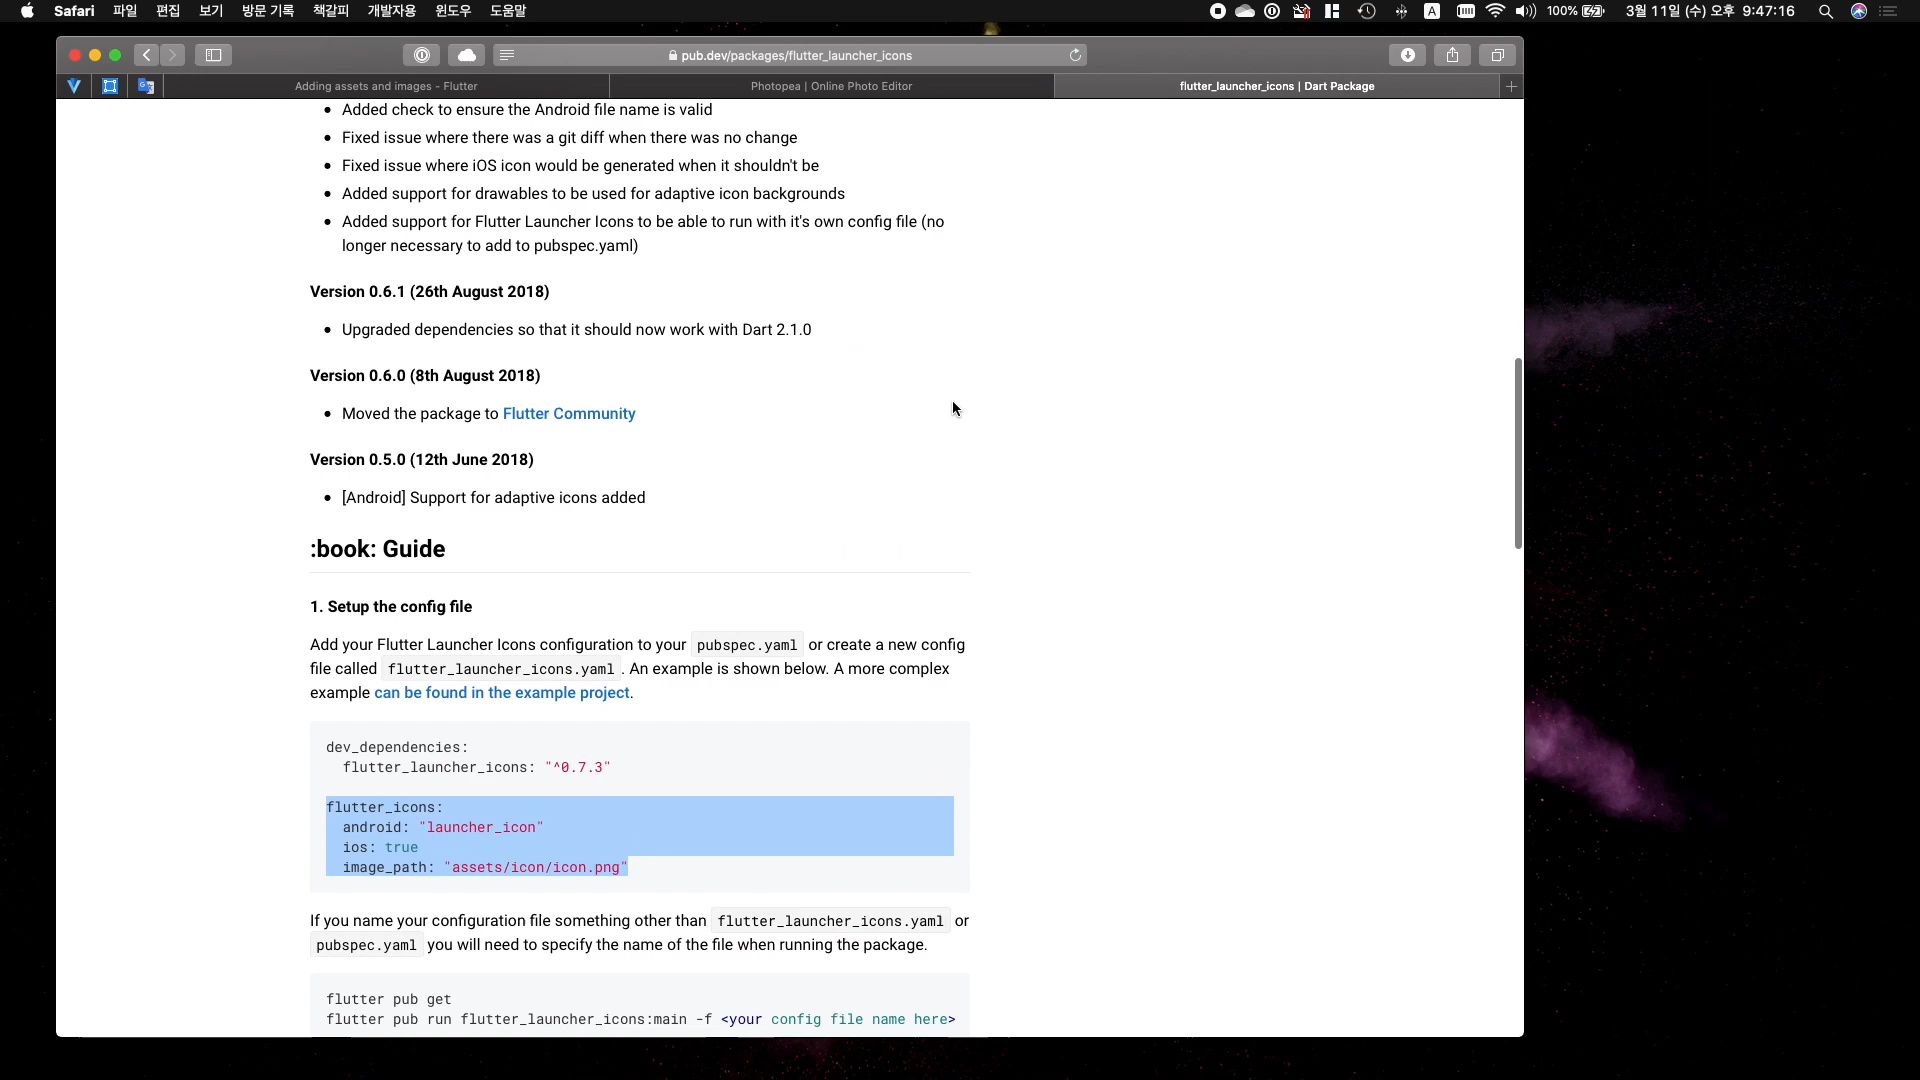 Safari 파일 편집 보기 방문 기록 책갈피 개발자용 윈도우 도움말 A 100% 3월 11일 (수) 오후 9:47:16
pub.dev/packages/flutter_launcher_icons
Adding assets and images - Flutter
Photopea | Online Photo Editor
flutter_launcher_icons | Dart Package
• Added check to ensure the Android file name is valid
• Fixed issue where there was a git diff when there was no change
• Fixed issue where iOS icon would be generated when it shouldn't be
• Added support for drawables to be used for adaptive icon backgrounds
• Added support for Flutter Launcher Icons to be able to run with it's own config file (no
longer necessary to add to pubspec.yaml)
Version 0.6.1 (26th August 2018)
• Upgraded dependencies so that it should now work with Dart 2.1.0
Version 0.6.0 (8th August 2018)
• Moved the package to Flutter Community
Version 0.5.0 (12th June 2018)
• [Android] Support for adaptive icons added
:book: Guide
1. Setup the config file
Add your Flutter Launcher Icons configuration to your pubspec.yaml or create a new config
file called flutter_launcher_icons.yaml . An example is shown below. A more complex
example can be found in the example project.
dev_dependencies:
flutter_launcher_icons: "^0.7.3"
flutter_icons:
android: "launcher_icon"
ios: true
image_path: "assets/icon/icon.png"
If you name your configuration file something other than flutter_launcher_icons.yaml or
pubspec.yaml you will need to specify the name of the file when running the package.
flutter pub get
flutter pub run flutter_launcher_icons:main -f <your config file name here>